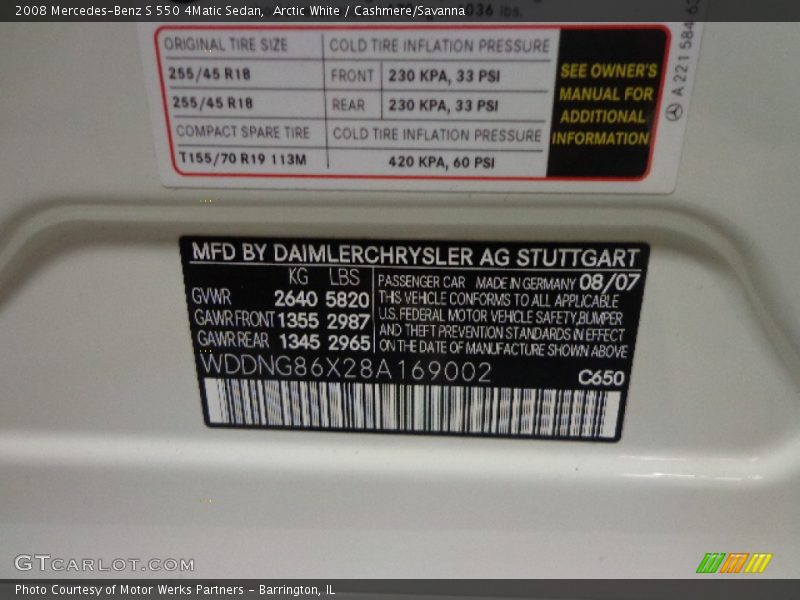 2008 Mercedes-Benz S 550 4Matic Sedan, Arctic White / Cashmere/Savanna
lbs.
ORIGINAL TIRE SIZE COLD TIRE INFLATION PRESSURE
255/45 R18 FRONT 230 KPA, 33 PSI
255/45 R18 REAR 230 KPA, 33 PSI
COMPACT SPARE TIRE COLD TIRE INFLATION PRESSURE
T155/70 R19 113M 420 KPA, 60 PSI
SEE OWNER'S
MANUAL FOR
ADDITIONAL
INFORMATION
A 221 584
MFD BY DAIMLERCHRYSLER AG STUTTGART
KG LBS
GVWR 2640 5820
GAWR FRONT 1355 2987
GAWR REAR 1345 2965
PASSENGER CAR MADE IN GERMANY 08/07
THIS VEHICLE CONFORMS TO ALL APPLICABLE
U.S. FEDERAL MOTOR VEHICLE SAFETY, BUMPER
AND THEFT PREVENTION STANDARDS IN EFFECT
ON THE DATE OF MANUFACTURE SHOWN ABOVE
WDDNG86X28A169002 C650
GTCARLOT.COM
Photo Courtesy of Motor Werks Partners - Barrington, IL